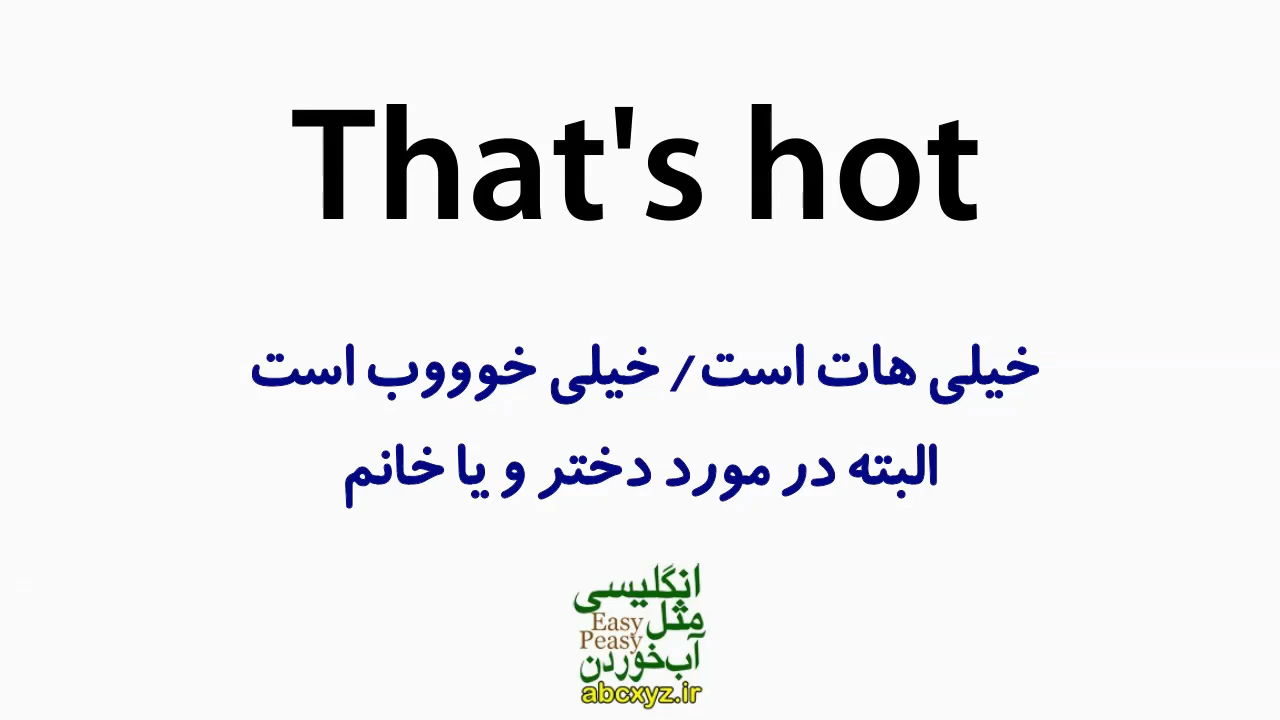 That's hot
خیلی هات است/ خیلی خوووب است
البته در مورد دختر و یا خانم
انگلیسی
مثل
Easy
Peasy
آب‌خوردن
abcxyz.ir